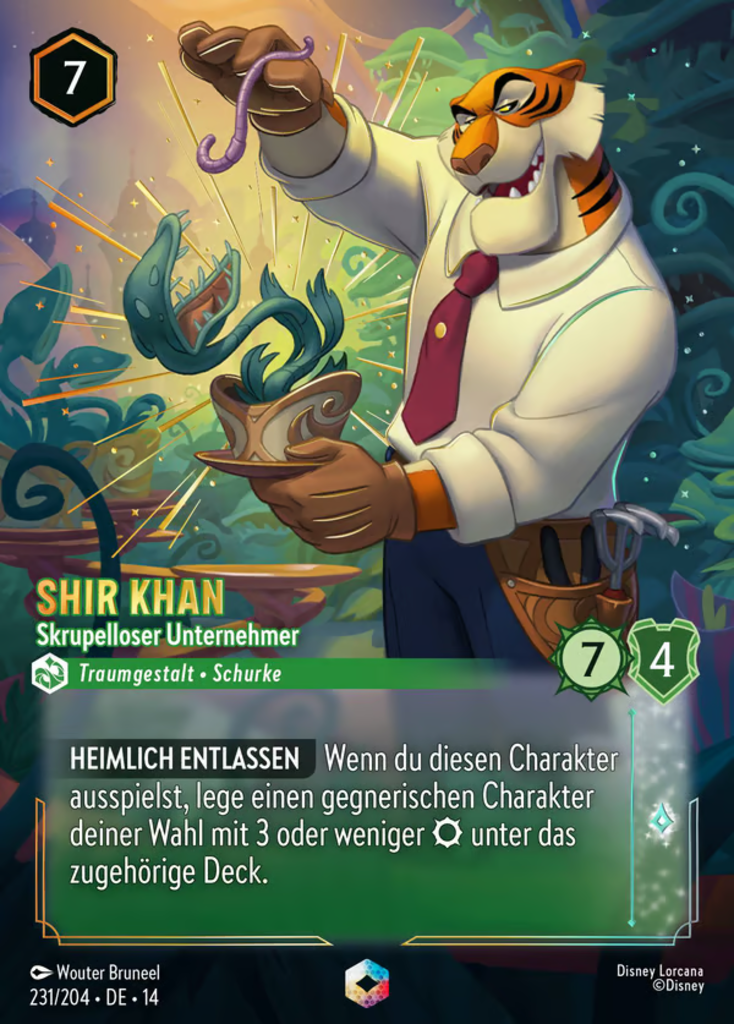 7
SHIR KHAN
Skrupelloser Unternehmer
Traumgestalt • Schurke
7 4
HEIMLICH ENTLASSEN Wenn du diesen Charakter
ausspielst, lege einen gegnerischen Charakter
deiner Wahl mit 3 oder weniger unter das
zugehörige Deck.
Wouter Bruneel
231/204 • DE • 14
Disney Lorcana
©Disney